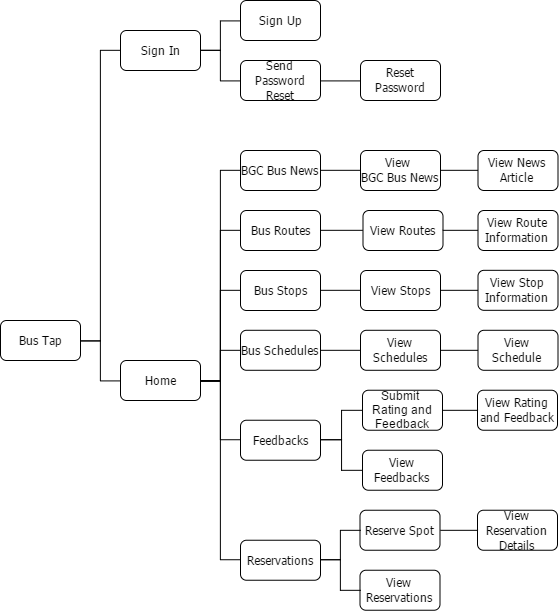 Sign Up
Sign In
Send
Password
Reset
Reset
Password
BGC Bus News
View
BGC Bus News
View News
Article
Bus Routes
View Routes
View Route
Information
Bus Stops
View Stops
View Stop
Information
Bus Tap
Bus Schedules
View
Schedules
View
Schedule
Home
Submit
Rating and
Feedback
View Rating
and Feedback
Feedbacks
View
Feedbacks
Reserve Spot
View
Reservation
Details
Reservations
View
Reservations